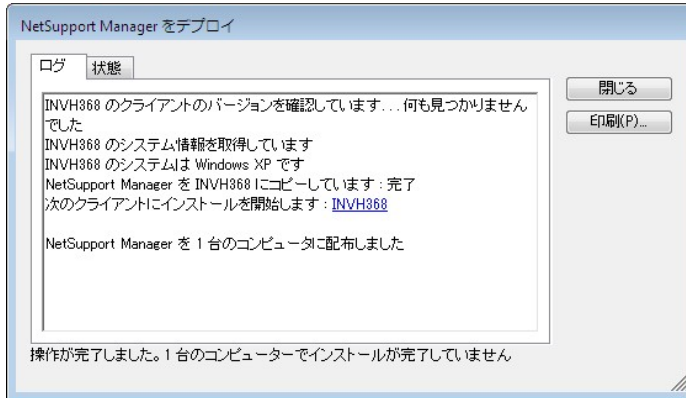 NetSupport Manager をデプロイ
ログ
状態
INVH368 のクライアントのバージョンを確認しています...何も見つかりません
でした
INVH368 のシステム情報を取得しています
INVH368 のシステムは Windows XP です
NetSupport Manager を INVH368 にコピーしています : 完了
次のクライアントにインストールを開始します : INVH368
NetSupport Manager を 1 台のコンピュータに配布しました
閉じる
印刷(P)...
操作が完了しました。1 台のコンピューターでインストールが完了していません